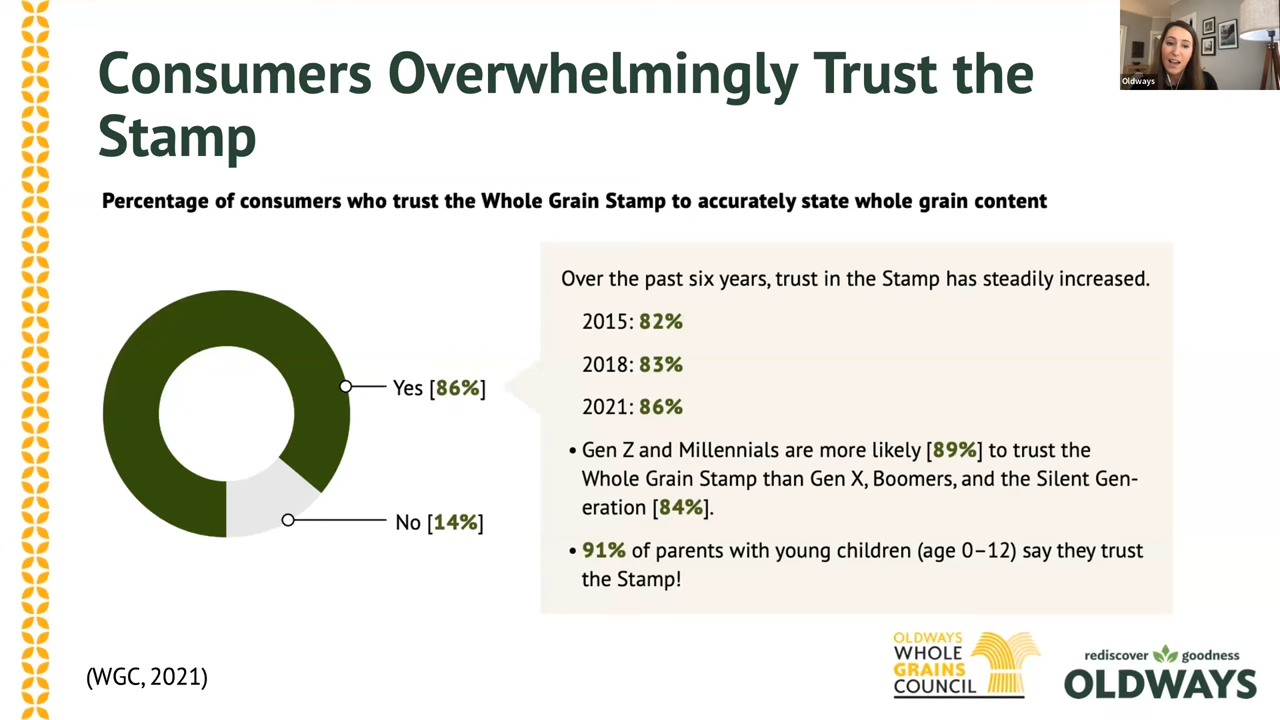 Consumers Overwhelmingly Trust the
Stamp
Oldways
Percentage of consumers who trust the Whole Grain Stamp to accurately state whole grain content
Yes [86%]
No [14%]
Over the past six years, trust in the Stamp has steadily increased.
2015: 82%
2018: 83%
2021: 86%
• Gen Z and Millennials are more likely [89%] to trust the
Whole Grain Stamp than Gen X, Boomers, and the Silent Gen-
eration [84%].
• 91% of parents with young children (age 0–12) say they trust
the Stamp!
(WGC, 2021)
OLDWAYS
WHOLE
GRAINS
COUNCIL
rediscover goodness
OLDWAYS